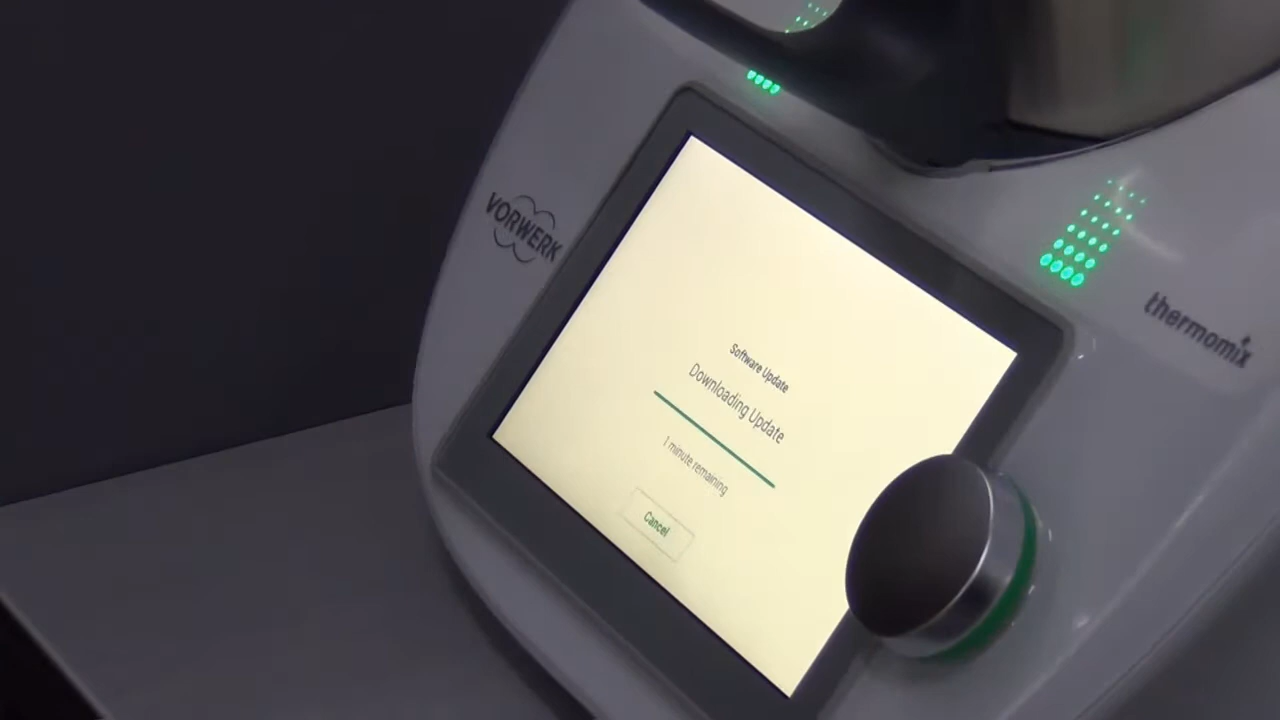 VORWERK
thermomix
Software Update
Downloading Update
1 minute remaining
Cancel